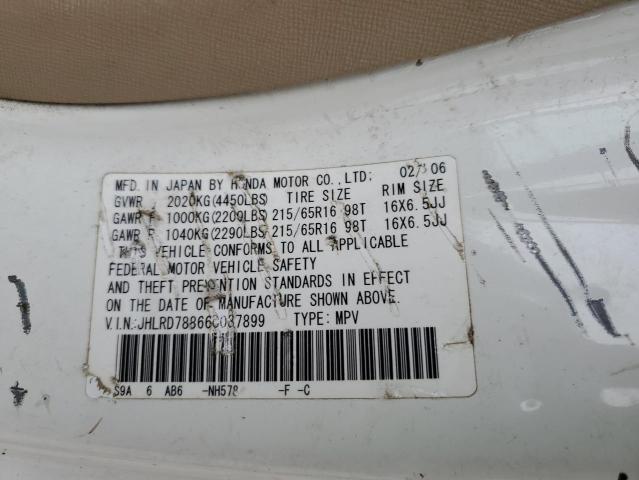 MFD. IN JAPAN BY HONDA MOTOR CO., LTD: 02/06
GVWR 2020KG(4450LBS) TIRE SIZE RIM SIZE
GAWR F 1000KG(2209LBS) 215/65R16 98T 16X6.5JJ
GAWR R 1040KG(2290LBS) 215/65R16 98T 16X6.5JJ
THIS VEHICLE CONFORMS TO ALL APPLICABLE
FEDERAL MOTOR VEHICLE SAFETY
AND THEFT PREVENTION STANDARDS IN EFFECT
ON THE DATE OF MANUFACTURE SHOWN ABOVE.
V.I.N.: TYPE: MPV
S9A 6 AB6 -NH578 -F -C